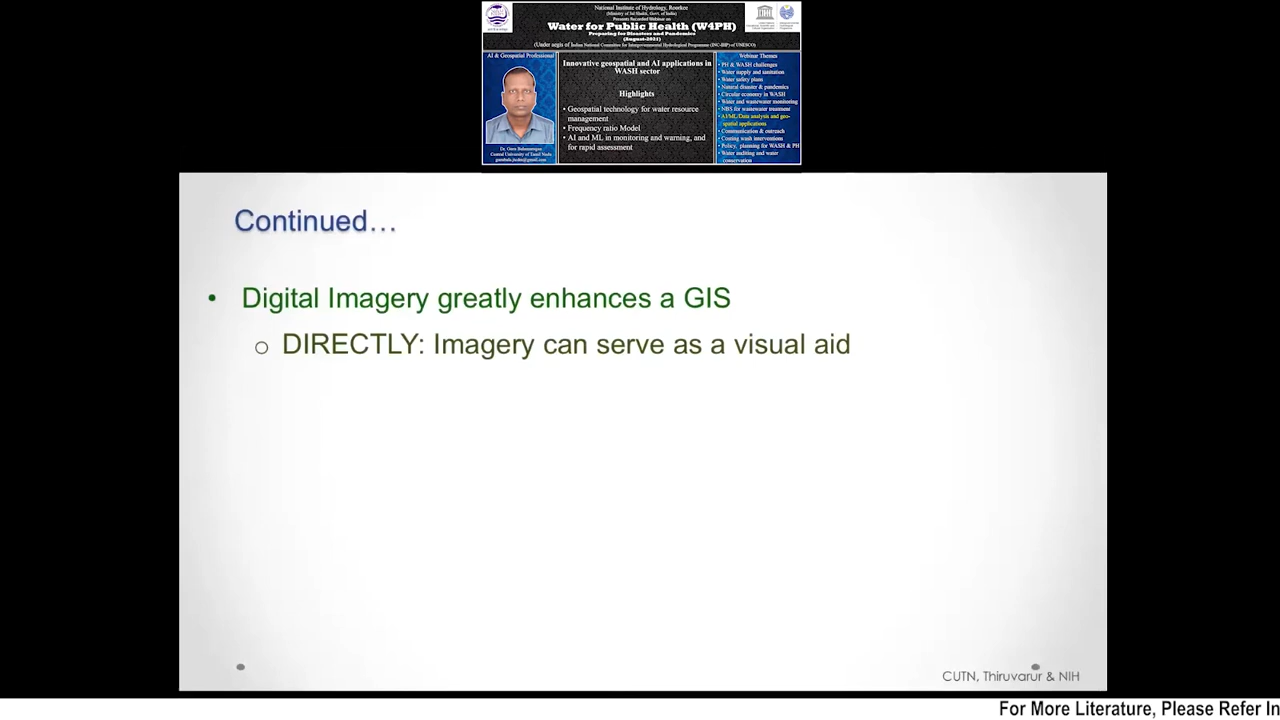 National Institute of Hydrology, Roorkee
(Ministry of Jal Shakti, Govt. of India)
Presents Recorded Webinar on
Water for Public Health (W4PH)
Preparing for Disasters and Pandemics
(August-2021)
(Under aegis of Indian National Committee for Intergovernmental Hydrological Programme (INC-IHP) of UNESCO)
AI & Geospatial Professional
Central University of Tamil Nadu
Innovative geospatial and AI applications in
WASH sector
Highlights
• Geospatial technology for water resource
management
• Frequency ratio Model
• AI and ML in monitoring and warning, and
for rapid assessment
Webinar Themes
• PH & WASH challenges
• Water supply and sanitation
• Water safety plans
• Natural disaster & pandemics
• Circular economy in WASH
• Water and wastewater monitoring
• NBS for wastewater treatment
• AI/ML/Data analysis and geo-
spatial applications
• Communication & outreach
• Costing wash interventions
• Policy, planning for WASH & PH
• Water auditing and water
conservation
Continued…
• Digital Imagery greatly enhances a GIS
o DIRECTLY: Imagery can serve as a visual aid
CUTN, Thiruvarur & NIH
For More Literature, Please Refer In